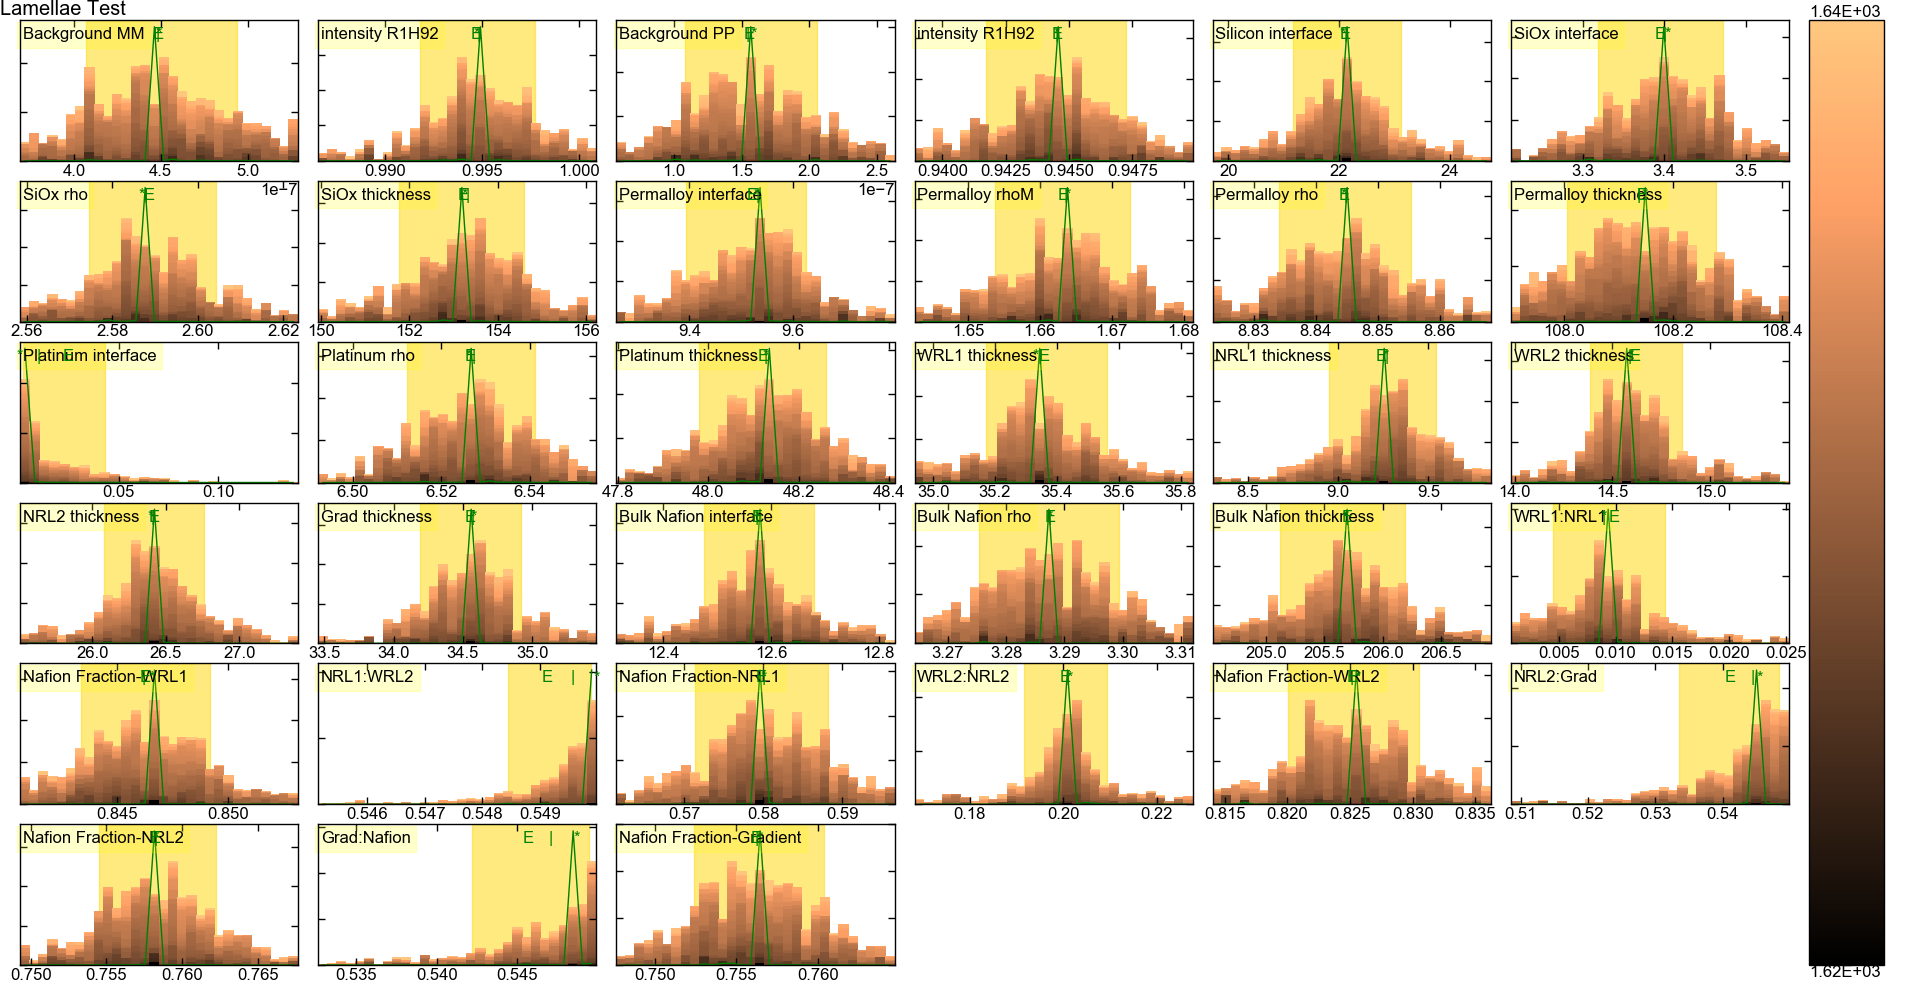 Lamellae Test
1.64E+03
Background MM
intensity R1H92
Background PP
intensity R1H92
Silicon interface
SiOx interface
4.0 4.5 5.0
0.990 0.995 1.000
1.0 1.5 2.0 2.5
0.9400 0.9425 0.9450 0.9475
20 22 24
3.3 3.4 3.5
SiOx rho
1e-7
SiOx thickness
Permalloy interface
1e-7
Permalloy rhoM
Permalloy rho
Permalloy thickness
2.56 2.58 2.60 2.62
150 152 154 156
9.4 9.6
1.65 1.66 1.67 1.68
8.83 8.84 8.85 8.86
108.0 108.2 108.4
Platinum interface
Platinum rho
Platinum thickness
WRL1 thickness
NRL1 thickness
WRL2 thickness
0.05 0.10
6.50 6.52 6.54
47.8 48.0 48.2 48.4
35.0 35.2 35.4 35.6 35.8
8.5 9.0 9.5
14.0 14.5 15.0
NRL2 thickness
Grad thickness
Bulk Nafion interface
Bulk Nafion rho
Bulk Nafion thickness
WRL1:NRL1
26.0 26.5 27.0
33.5 34.0 34.5 35.0
12.4 12.6 12.8
3.27 3.28 3.29 3.30 3.31
205.0 205.5 206.0 206.5
0.005 0.010 0.015 0.020 0.025
Nafion Fraction-WRL1
NRL1:WRL2
Nafion Fraction-NRL1
WRL2:NRL2
Nafion Fraction-WRL2
NRL2:Grad
0.845 0.850
0.546 0.547 0.548 0.549
0.57 0.58 0.59
0.18 0.20 0.22
0.815 0.820 0.825 0.830 0.835
0.51 0.52 0.53 0.54
Nafion Fraction-NRL2
Grad:Nafion
Nafion Fraction-Gradient
0.750 0.755 0.760 0.765
0.535 0.540 0.545
0.750 0.755 0.760
1.62E+03